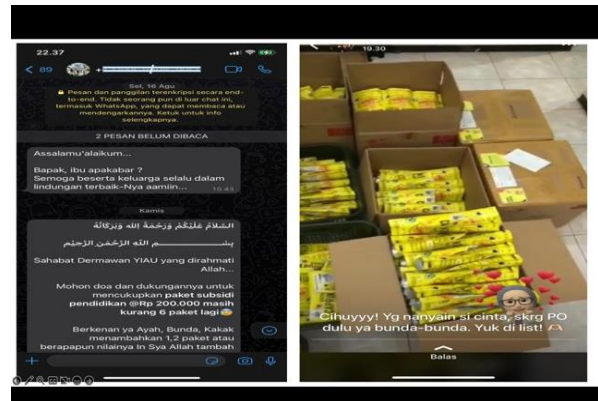 22.37
89
Sel, 16 Agu
Pesan dan panggilan terenkripsi secara end-
to-end. Tidak seorang pun di luar chat ini,
termasuk WhatsApp, yang dapat membaca atau
mendengarkannya. Ketuk untuk info
selengkapnya.
2 PESAN BELUM DIBACA
Assalamu'alaikum...
Bapak, ibu apakabar ?
Semoga beserta keluarga selalu dalam
lindungan terbaik-Nya aamiin...
19.43
Kamis
السَّلاَمُ عَلَيْكُمْ وَرَحْمَةُ اللهِ وَبَرَكَاتُهُ
بِسْــــــــمِ اللهِ الرَّحْمَنِ الرَّحِيْمِ
Sahabat Dermawan YIAU yang dirahmati
Allah...
Mohon doa dan dukungannya untuk
mencukupkan paket subsidi
pendidikan @Rp 200.000 masih
kurang 6 paket lagi
Berkenan ya Ayah, Bunda, Kakak
menambahkan 1,2 paket atau
berapapun nilainya In Sya Allah tambah
19.30
Cihuyyy! Yg nanyain si cinta, skrg PO
dulu ya bunda-bunda. Yuk di list!
Balas